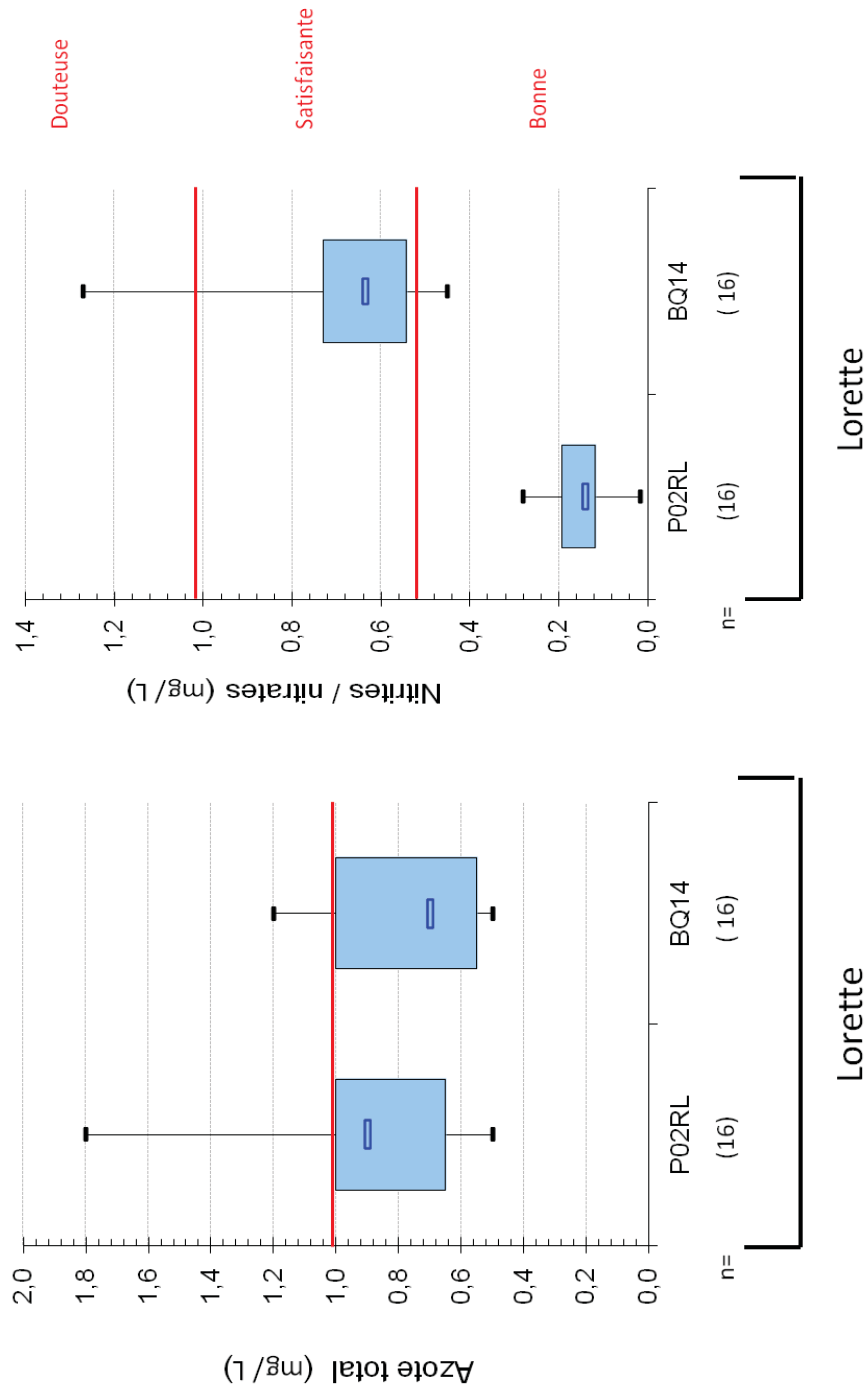 Azote total (mg/L)
2,0
1,8
1,6
1,4
1,2
1,0
0,8
0,6
0,4
0,2
0,0
P02RL BQ14
n= (16) ( 16)
Lorette
Nitrites / nitrates (mg/L)
1,4
1,2
1,0
0,8
0,6
0,4
0,2
0,0
P02RL BQ14
n= (16) ( 16)
Lorette
Douteuse
Satisfaisante
Bonne